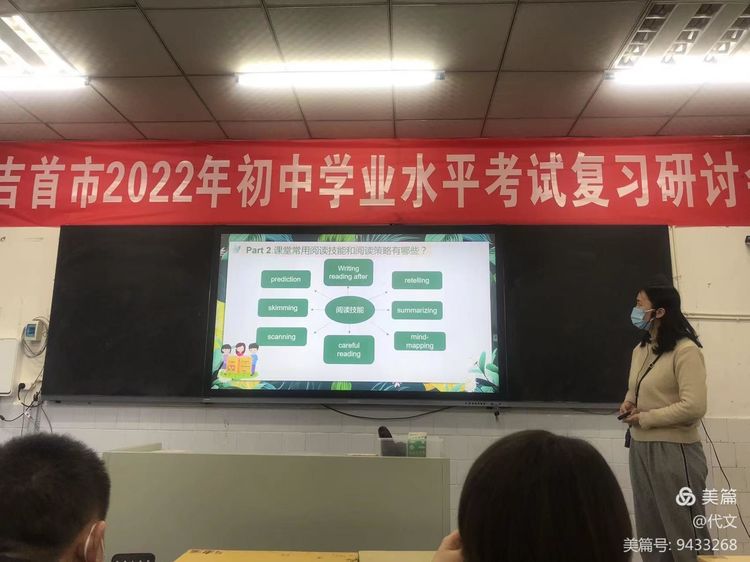 吉首市2022年初中学业水平考试复习研讨会
Part 2.课堂常用阅读技能和阅读策略有哪些？
Writing
reading after
prediction
retelling
skimming
阅读技能
summarizing
scanning
careful
reading
mind-
mapping
美篇
@代文
美篇号: 9433268